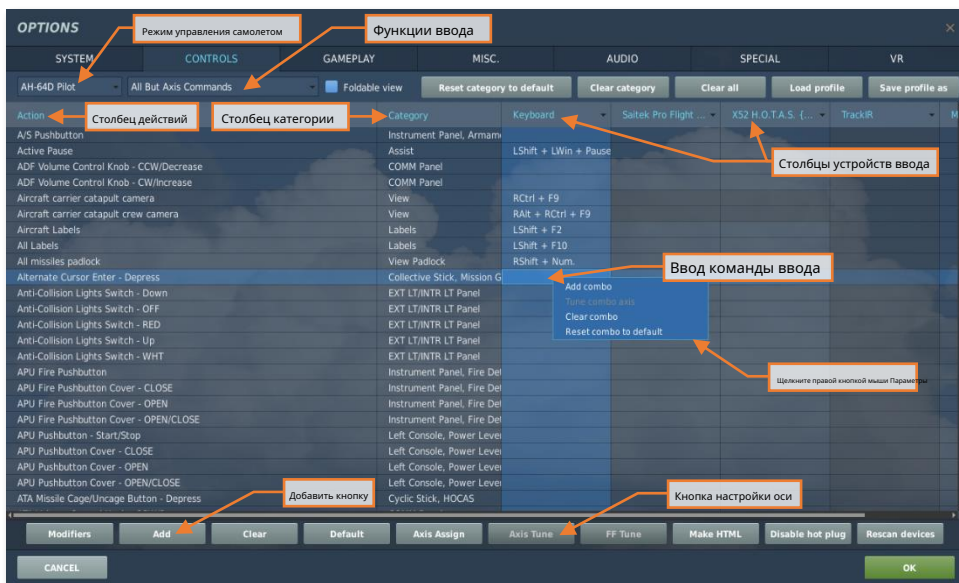 OPTIONS
Режим управления самолетом
Функции ввода
SYSTEM CONTROLS GAMEPLAY MISC. AUDIO SPECIAL VR
AH-64D Pilot All But Axis Commands Foldable view Reset category to default Clear category Clear all Load profile Save profile as
Action Столбец действий Столбец категории Category Keyboard Saitek Pro Flight ... X52 H.O.T.A.S. {... TrackIR M
A/S Pushbutton Instrument Panel, Armame
Active Pause Assist LShift + LWin + Pause
Столбцы устройств ввода
ADF Volume Control Knob - CCW/Decrease COMM Panel
ADF Volume Control Knob - CW/Increase COMM Panel
Aircraft carrier catapult camera View RCtrl + F9
Aircraft carrier catapult crew camera View RAlt + RCtrl + F9
Aircraft Labels Labels LShift + F2
All Labels Labels LShift + F10
All missiles padlock View Padlock RShift + Num.
Ввод команды ввода
Alternate Cursor Enter - Depress Collective Stick, Mission G
Anti-Collision Lights Switch - Down EXT LT/INTR LT Panel
Anti-Collision Lights Switch - OFF EXT LT/INTR LT Panel
Anti-Collision Lights Switch - RED EXT LT/INTR LT Panel
Anti-Collision Lights Switch - Up EXT LT/INTR LT Panel
Anti-Collision Lights Switch - WHT EXT LT/INTR LT Panel
Add combo
Tune combo axis
Clear combo
Reset combo to default
Щелкните правой кнопкой мыши Параметры
APU Fire Pushbutton Instrument Panel, Fire Det
APU Fire Pushbutton Cover - CLOSE Instrument Panel, Fire Det
APU Fire Pushbutton Cover - OPEN Instrument Panel, Fire Det
APU Fire Pushbutton Cover - OPEN/CLOSE Instrument Panel, Fire Det
APU Pushbutton - Start/Stop Left Console, Power Lever
APU Pushbutton Cover - CLOSE Left Console, Power Lever
APU Pushbutton Cover - OPEN Left Console, Power Lever
APU Pushbutton Cover - OPEN/CLOSE Left Console, Power Lever
ATA Missile Cage/Uncage Button - Depress Cyclic Stick, HOCAS
Добавить кнопку
Кнопка настройки оси
Modifiers Add Clear Default Axis Assign Axis Tune FF Tune Make HTML Disable hot plug Rescan devices
CANCEL OK